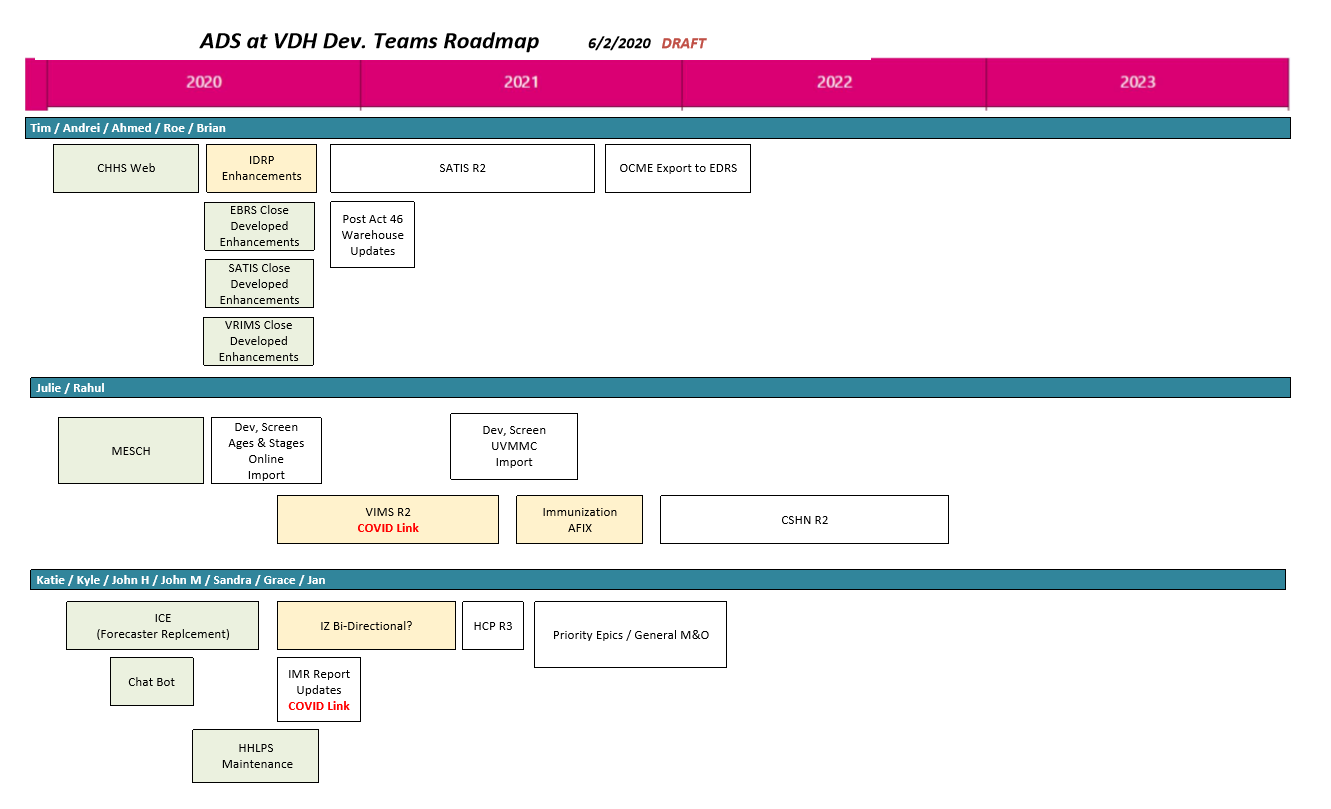 ADS at VDH Dev. Teams Roadmap 6/2/2020 DRAFT
2020 2021 2022 2023
Tim / Andrei / Ahmed / Roe / Brian
CHHS Web
IDRP
Enhancements
SATIS R2
OCME Export to EDRS
EBRS Close
Developed
Enhancements
Post Act 46
Warehouse
Updates
SATIS Close
Developed
Enhancements
VRIMS Close
Developed
Enhancements
Julie / Rahul
MESCH
Dev, Screen
Ages & Stages
Online
Import
Dev, Screen
UVMMC
Import
VIMS R2
COVID Link
Immunization
AFIX
CSHN R2
Katie / Kyle / John H / John M / Sandra / Grace / Jan
ICE
(Forecaster Replcement)
IZ Bi-Directional?
HCP R3
Priority Epics / General M&O
Chat Bot
IMR Report
Updates
COVID Link
HHLPS
Maintenance